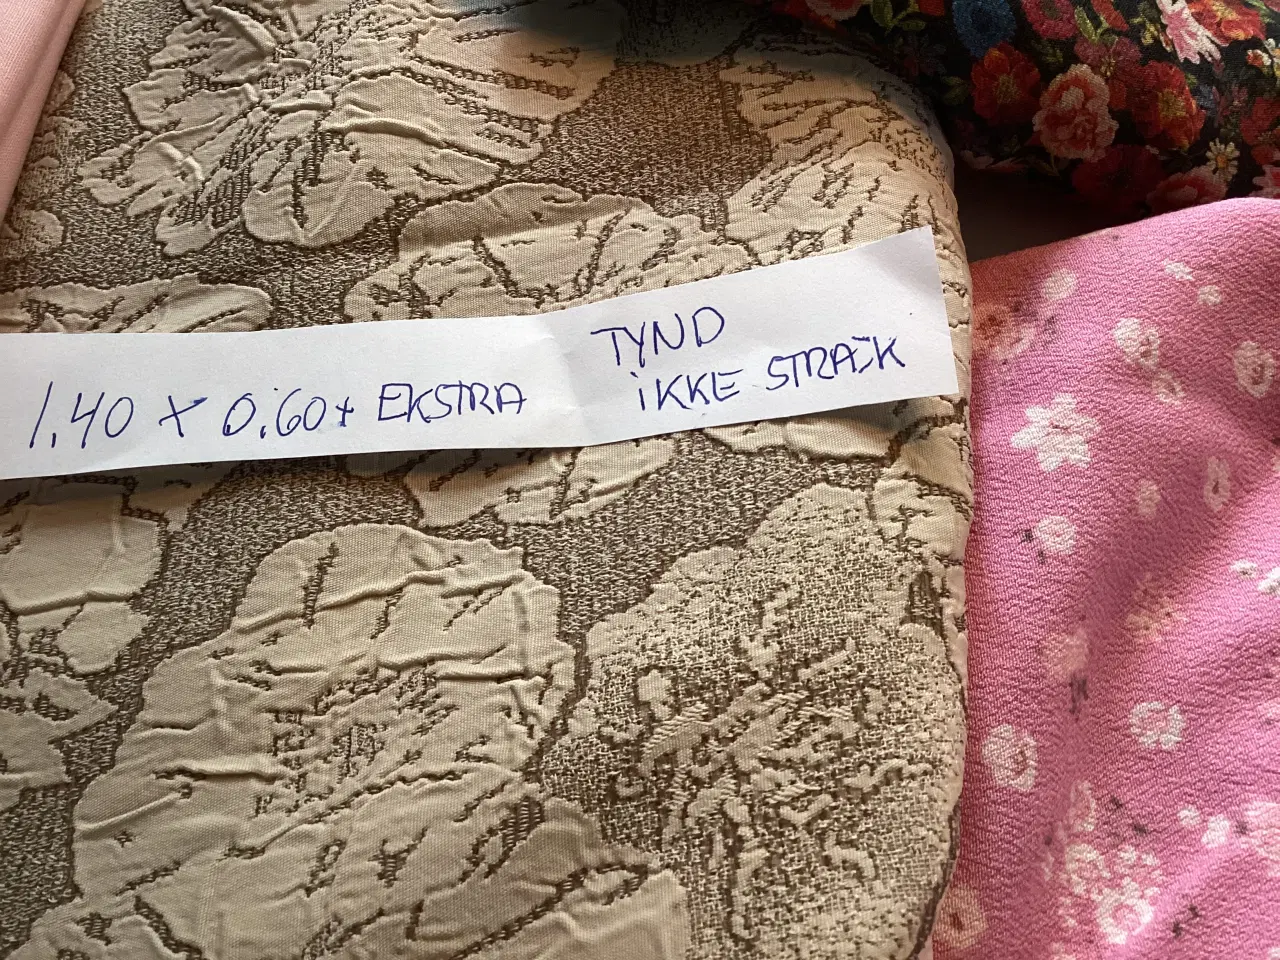 1.40 X 0.60 + EKSTRA
TYND
iKKE STRÆK